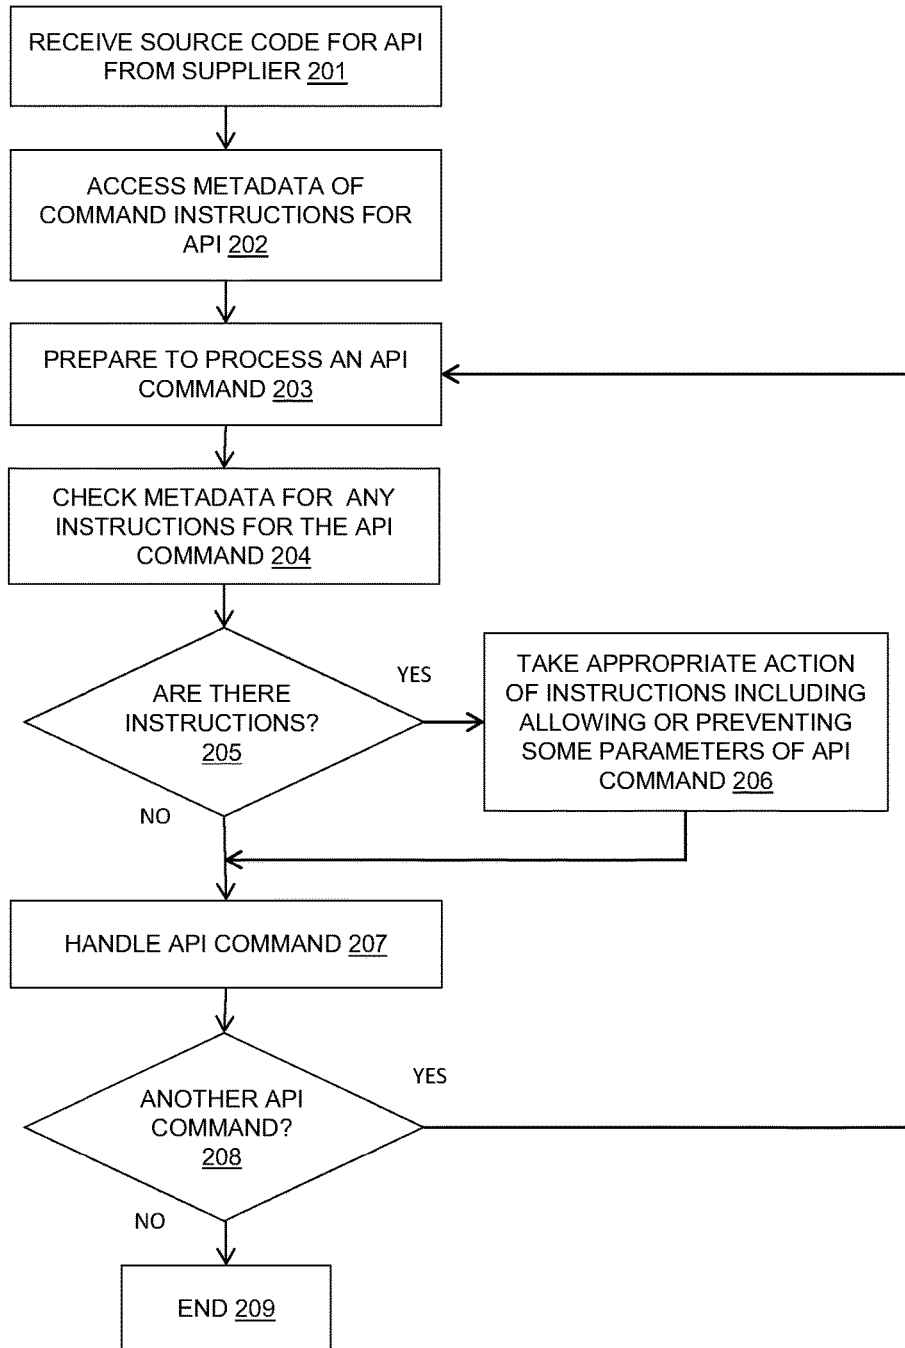 RECEIVE SOURCE CODE FOR API
FROM SUPPLIER 201
ACCESS METADATA OF
COMMAND INSTRUCTIONS FOR
API 202
PREPARE TO PROCESS AN API
COMMAND 203
CHECK METADATA FOR ANY
INSTRUCTIONS FOR THE API
COMMAND 204
ARE THERE
INSTRUCTIONS?
205
YES
TAKE APPROPRIATE ACTION
OF INSTRUCTIONS INCLUDING
ALLOWING OR PREVENTING
SOME PARAMETERS OF API
COMMAND 206
NO
HANDLE API COMMAND 207
ANOTHER API
COMMAND?
208
YES
NO
END 209